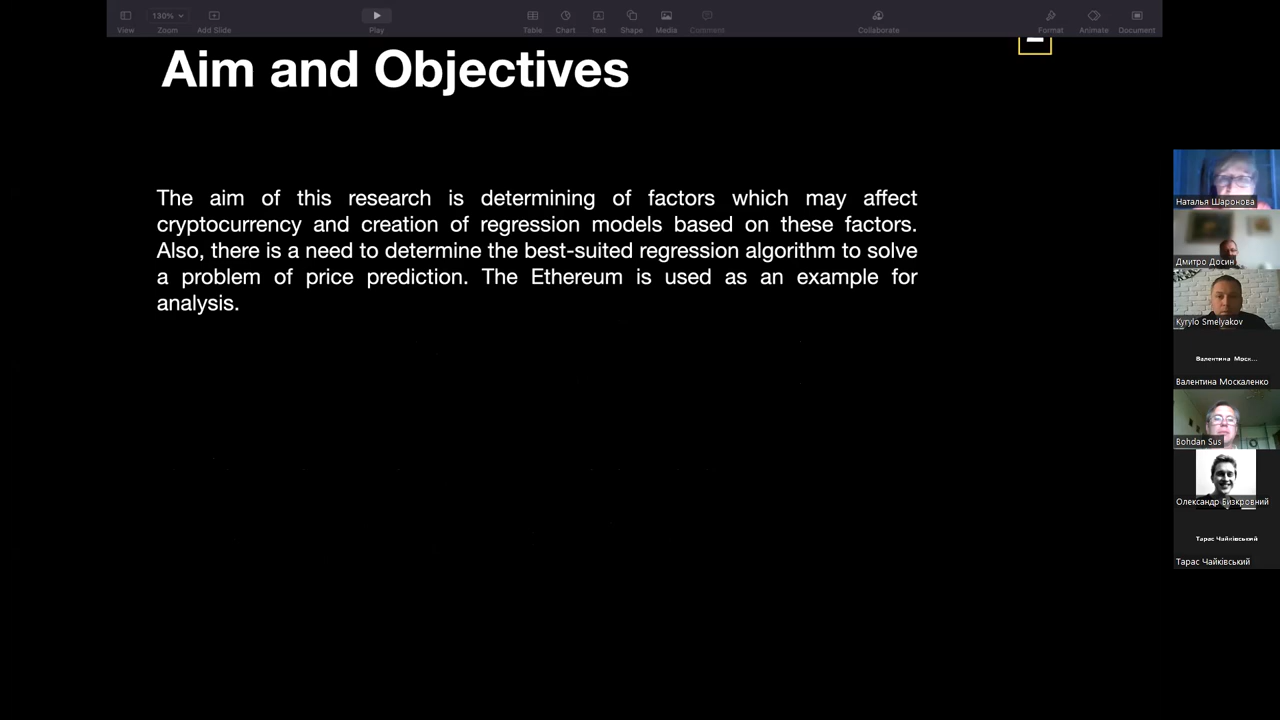 View
130%
Zoom
Add Slide
Play
Table
Chart
Text
Shape
Media
Comment
Collaborate
Format
Animate
Document
Aim and Objectives
The aim of this research is determining of factors which may affect
cryptocurrency and creation of regression models based on these factors.
Also, there is a need to determine the best-suited regression algorithm to solve
a problem of price prediction. The Ethereum is used as an example for
analysis.
Наталья Шаронова
Дмитро Досин
Kyrylo Smelyakov
Валентина Моск...
Валентина Москаленко
Bohdan Sus
Олександр Бизкровний
Тарас Чайківський
Тарас Чайківський